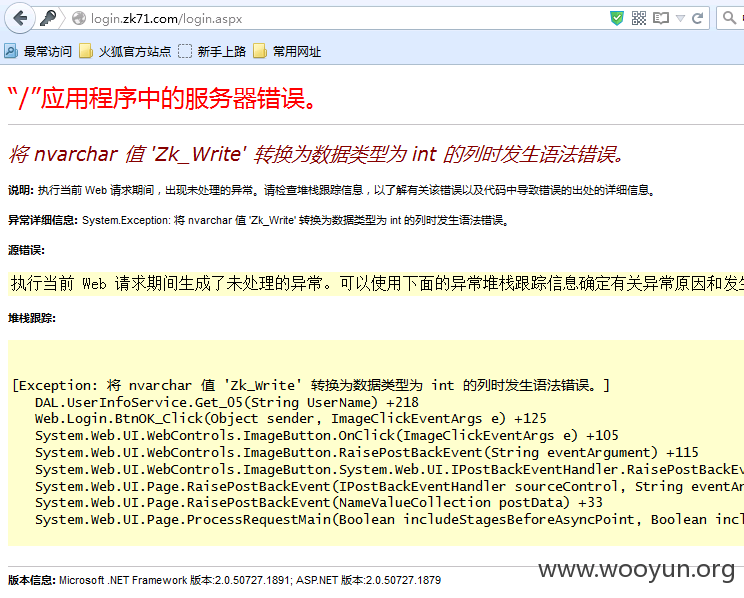 login.zk71.com/login.aspx
最常访问 火狐官方站点 新手上路 常用网址
“/”应用程序中的服务器错误。
将 nvarchar 值 'Zk_Write' 转换为数据类型为 int 的列时发生语法错误。
说明: 执行当前 Web 请求期间，出现未处理的异常。请检查堆栈跟踪信息，以了解有关该错误以及代码中导致错误的出处的详细信息。
异常详细信息: System.Exception: 将 nvarchar 值 'Zk_Write' 转换为数据类型为 int 的列时发生语法错误。
源错误:
执行当前 Web 请求期间生成了未处理的异常。可以使用下面的异常堆栈跟踪信息确定有关异常原因和发生
堆栈跟踪:
[Exception: 将 nvarchar 值 'Zk_Write' 转换为数据类型为 int 的列时发生语法错误。]
DAL.UserInfoService.Get_05(String UserName) +218
Web.Login.BtnOK_Click(Object sender, ImageClickEventArgs e) +125
System.Web.UI.WebControls.ImageButton.OnClick(ImageClickEventArgs e) +105
System.Web.UI.WebControls.ImageButton.RaisePostBackEvent(String eventArgument) +115
System.Web.UI.WebControls.ImageButton.System.Web.UI.IPostBackEventHandler.RaisePostBackEv
System.Web.UI.Page.RaisePostBackEvent(IPostBackEventHandler sourceControl, String eventAr
System.Web.UI.Page.RaisePostBackEvent(NameValueCollection postData) +33
System.Web.UI.Page.ProcessRequestMain(Boolean includeStagesBeforeAsyncPoint, Boolean incl
版本信息: Microsoft .NET Framework 版本:2.0.50727.1891; ASP.NET 版本:2.0.50727.1879
www.wooyun.org